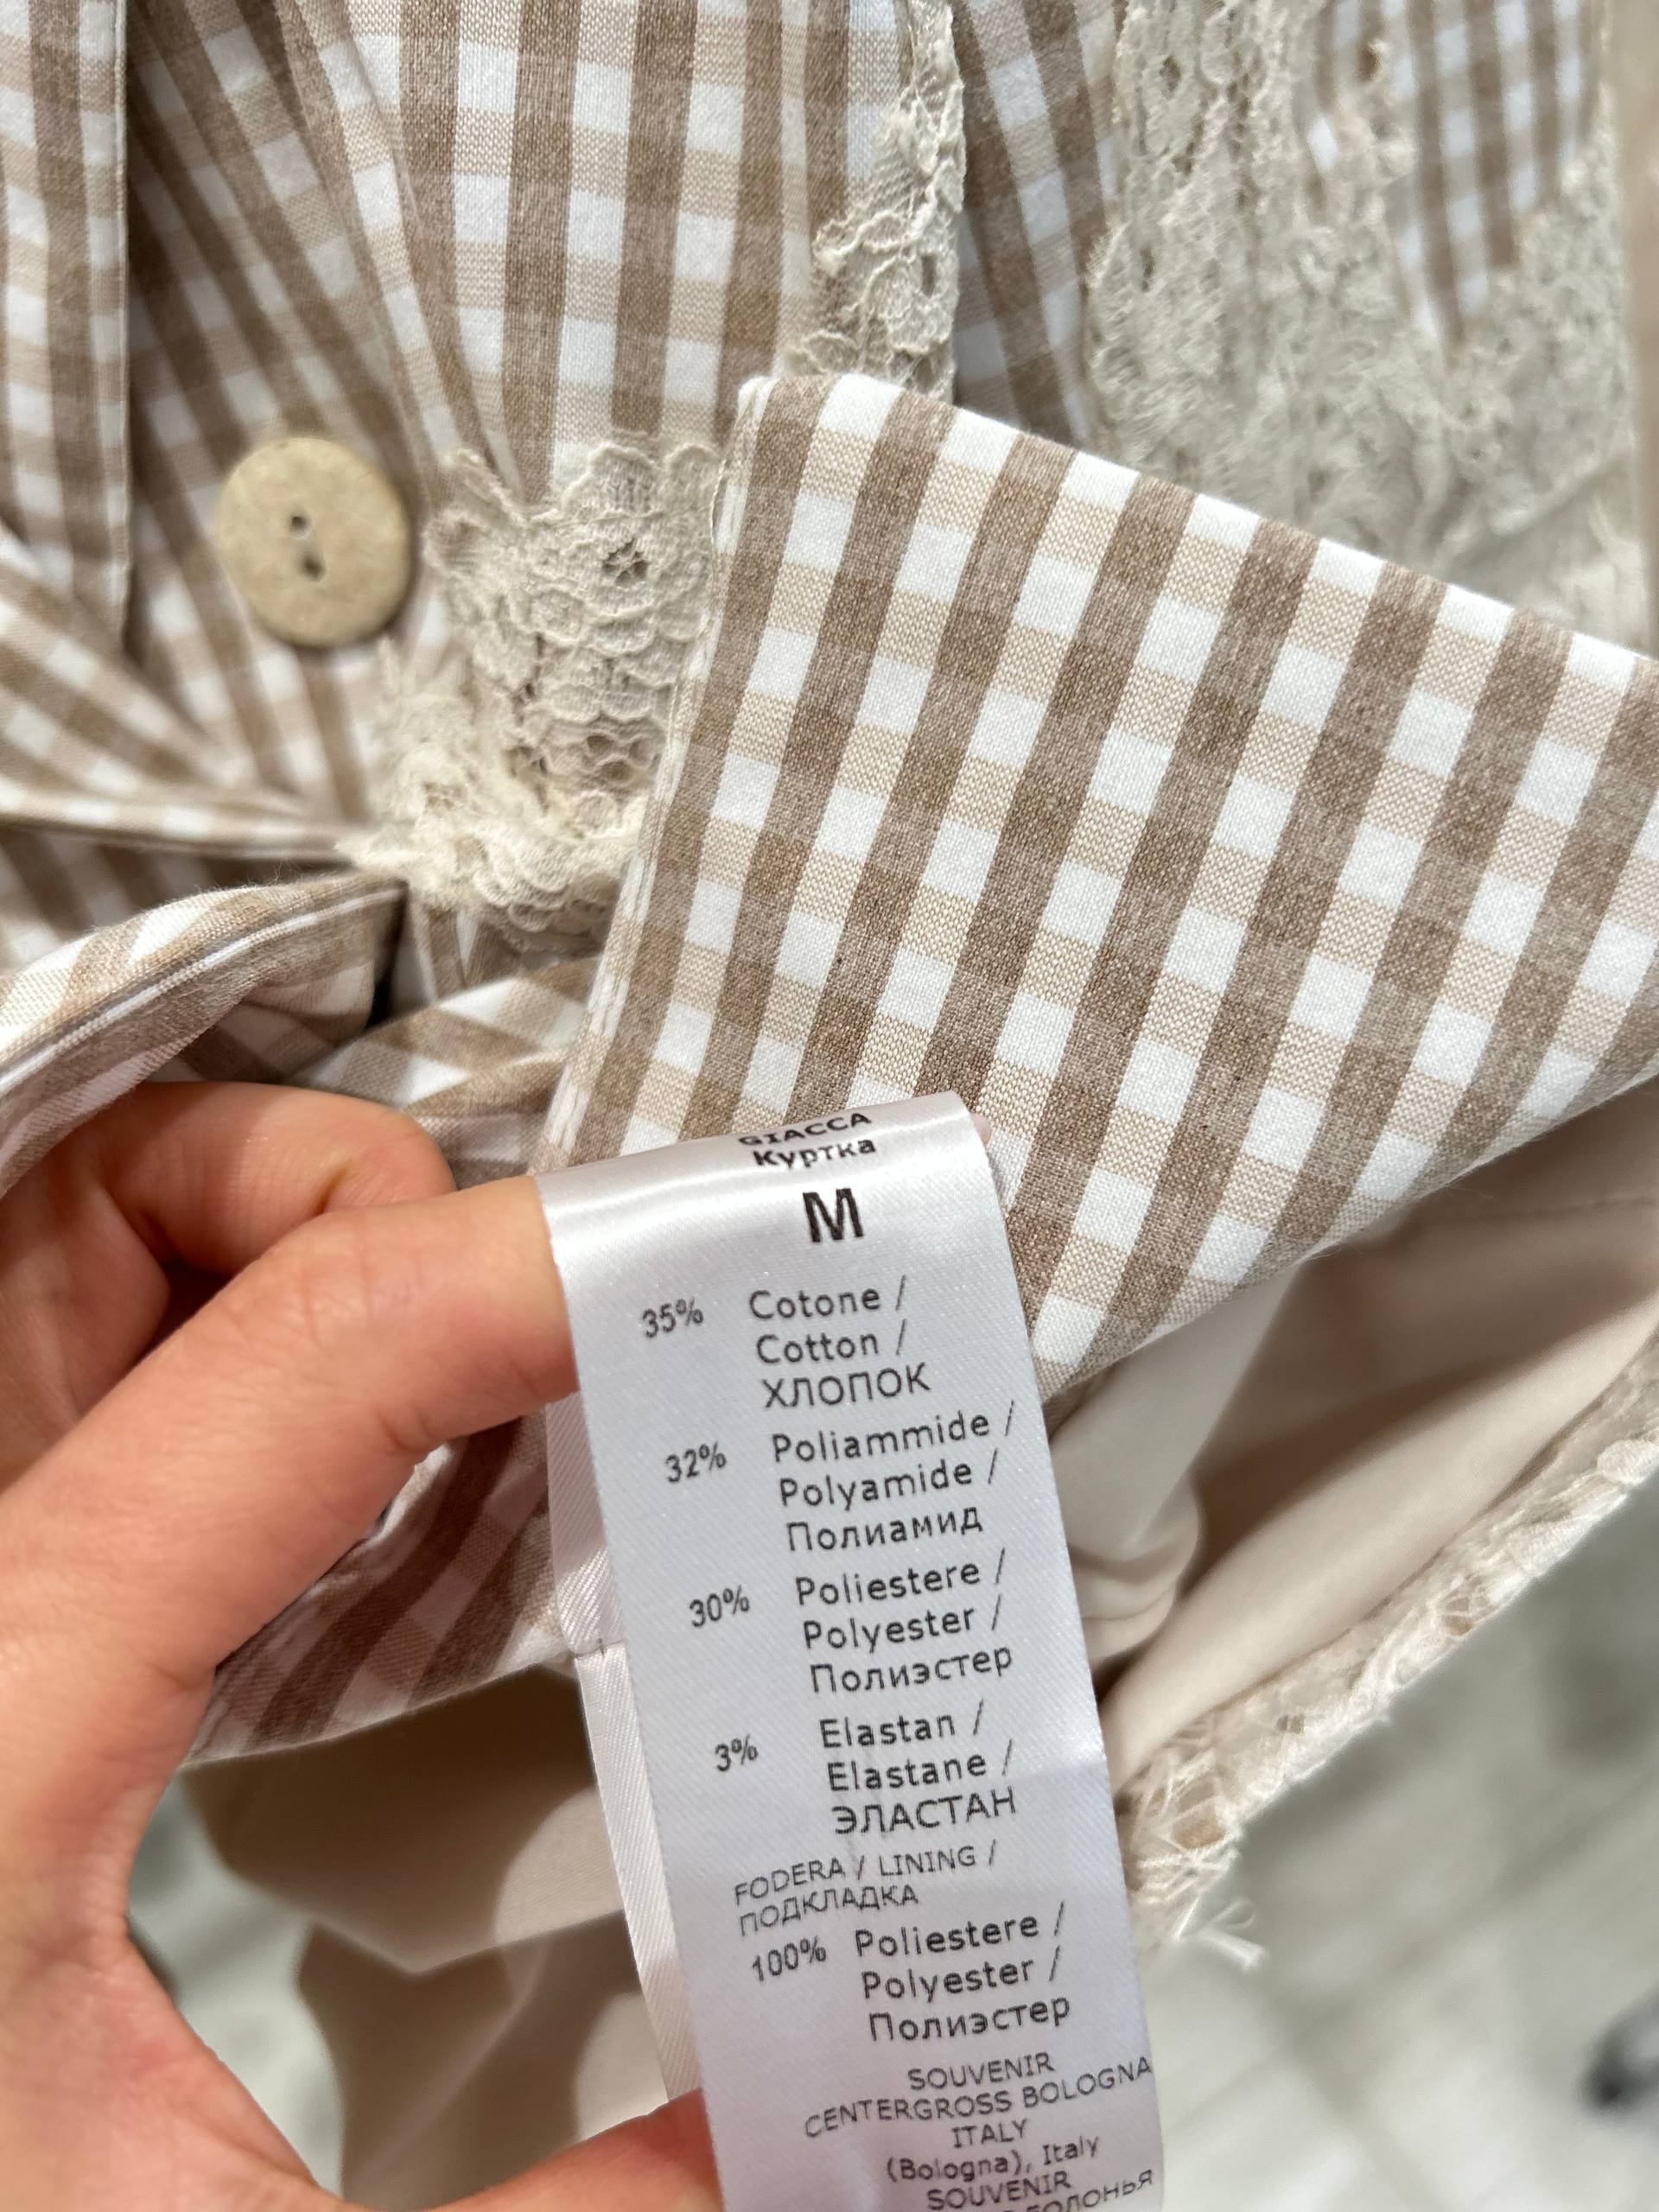 GIACCA
Куртка
M
35% Cotone /
Cotton /
ХЛОПОК
32% Poliammide /
Polyamide /
Полиамид
30% Poliestere /
Polyester /
Полиэстер
3% Elastan /
Elastane /
ЭЛАСТАН
FODERA / LINING /
ПОДКЛАДКА
100% Poliestere /
Polyester /
Полиэстер
SOUVENIR
CENTERGROSS BOLOGNA
ITALY
(Bologna), Italy
SOUVENIR